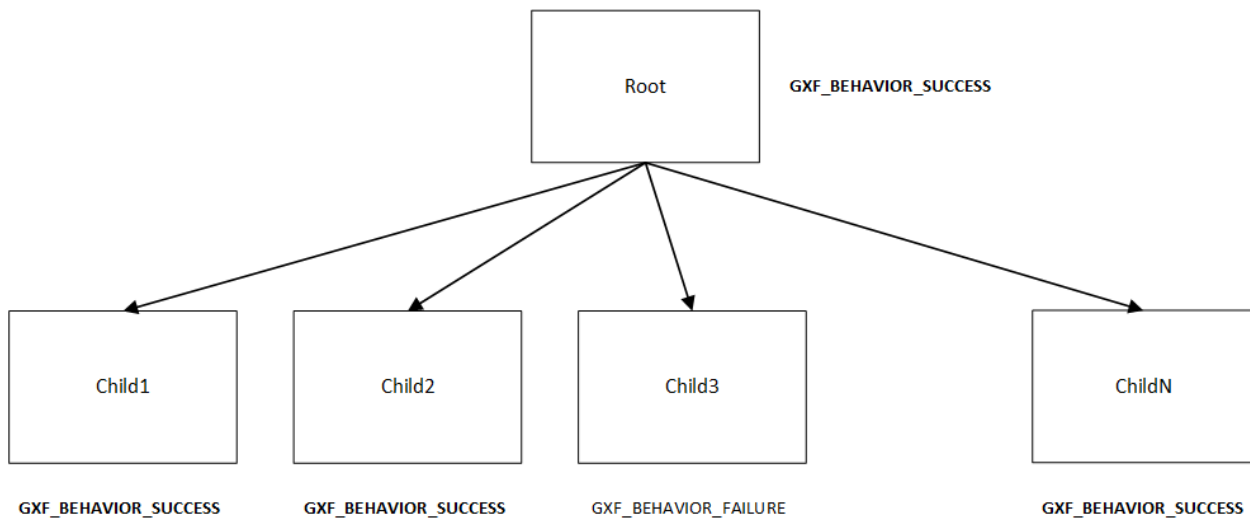 Root
GXF_BEHAVIOR_SUCCESS
Child1
Child2
Child3
ChildN
GXF_BEHAVIOR_SUCCESS
GXF_BEHAVIOR_SUCCESS
GXF_BEHAVIOR_FAILURE
GXF_BEHAVIOR_SUCCESS